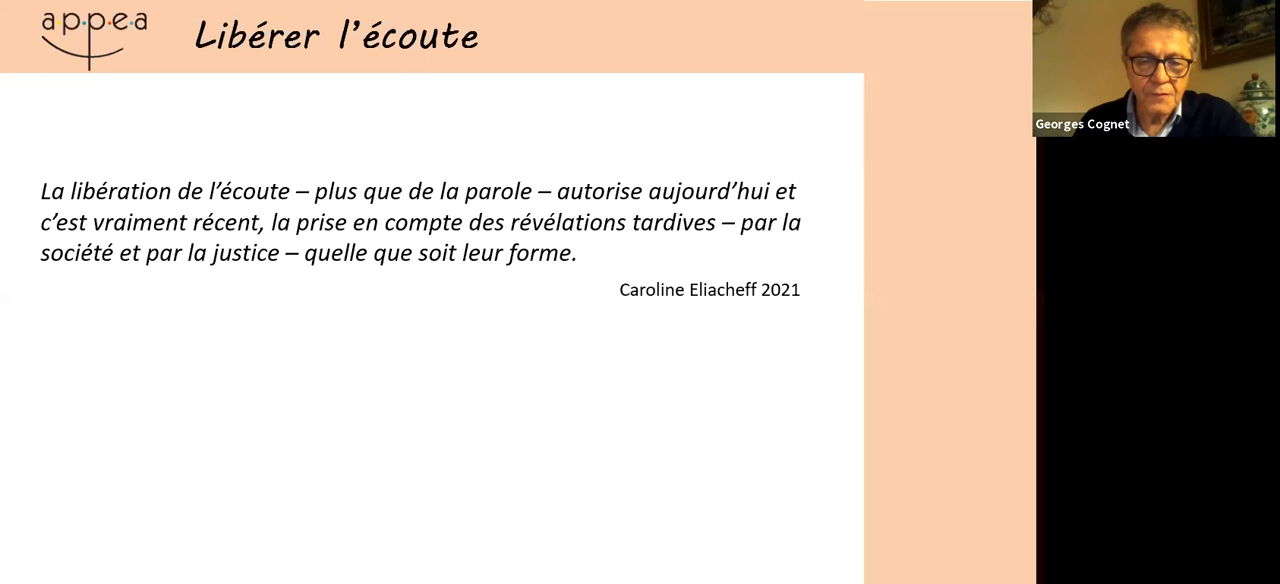 a·p·p·e·a
Libérer l’écoute
Georges Cognet
La libération de l’écoute – plus que de la parole – autorise aujourd’hui et
c’est vraiment récent, la prise en compte des révélations tardives – par la
société et par la justice – quelle que soit leur forme.
Caroline Eliacheff 2021